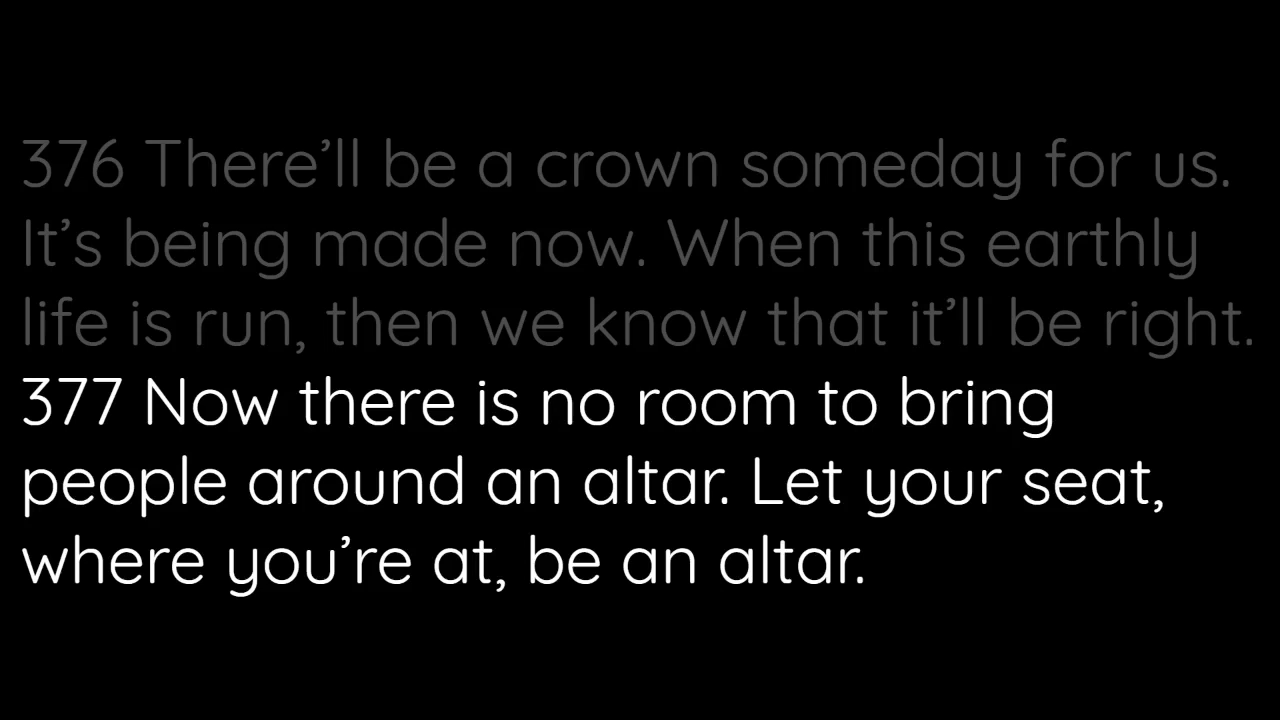 376 There’ll be a crown someday for us.
It’s being made now. When this earthly
life is run, then we know that it’ll be right.
377 Now there is no room to bring
people around an altar. Let your seat,
where you’re at, be an altar.